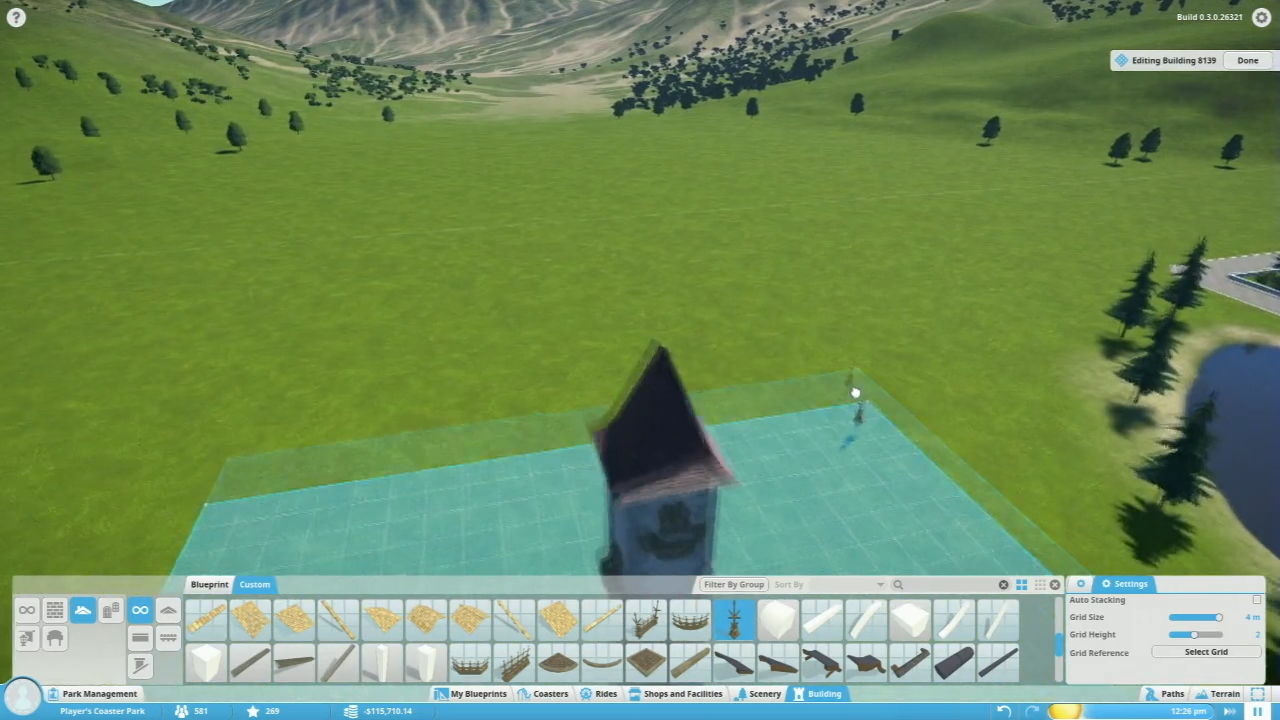 ?
Build 0.3.0.26321
Editing Building 8139
Done
Blueprint
Custom
Filter By Group
Sort By
Settings
Auto Stacking
Grid Size
4 m
Grid Height
2
Grid Reference
Select Grid
Park Management
My Blueprints
Coasters
Rides
Shops and Facilities
Scenery
Building
Paths
Terrain
Player's Coaster Park
581
269
-$115,710.14
12:26 pm